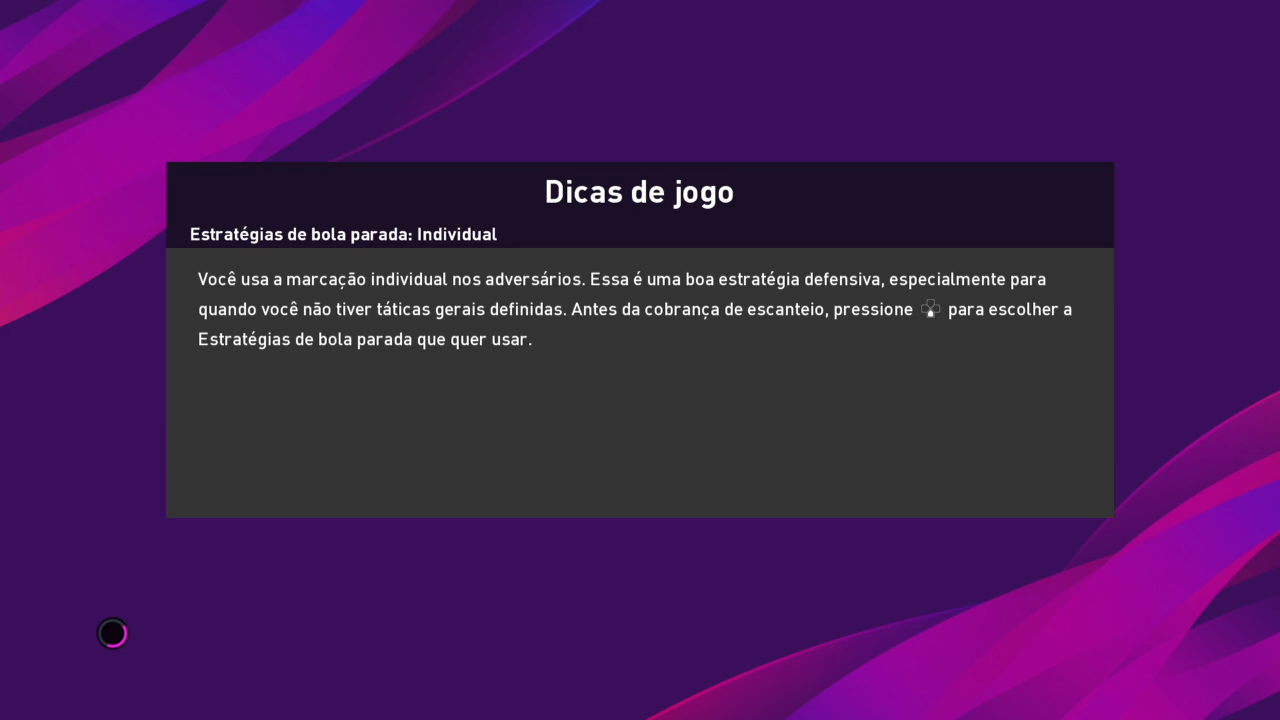 Dicas de jogo
Estratégias de bola parada: Individual
Você usa a marcação individual nos adversários. Essa é uma boa estratégia defensiva, especialmente para
quando você não tiver táticas gerais definidas. Antes da cobrança de escanteio, pressione para escolher a
Estratégias de bola parada que quer usar.